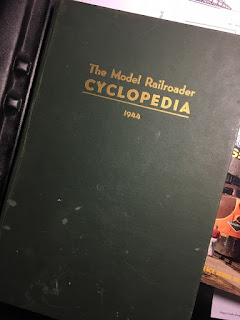 The Model Railroader
CYCLOPEDIA
1944